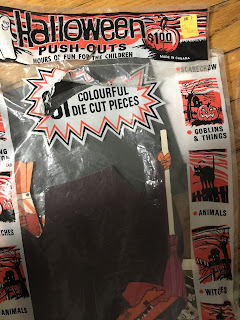 Halloween
PUSH-OUTS
HOURS OF FUN FOR THE CHILDREN
$1.00
MADE IN CANADA
COLOURFUL
DIE CUT PIECES
GOBLINS
& THINGS
ANIMALS
WITCHES